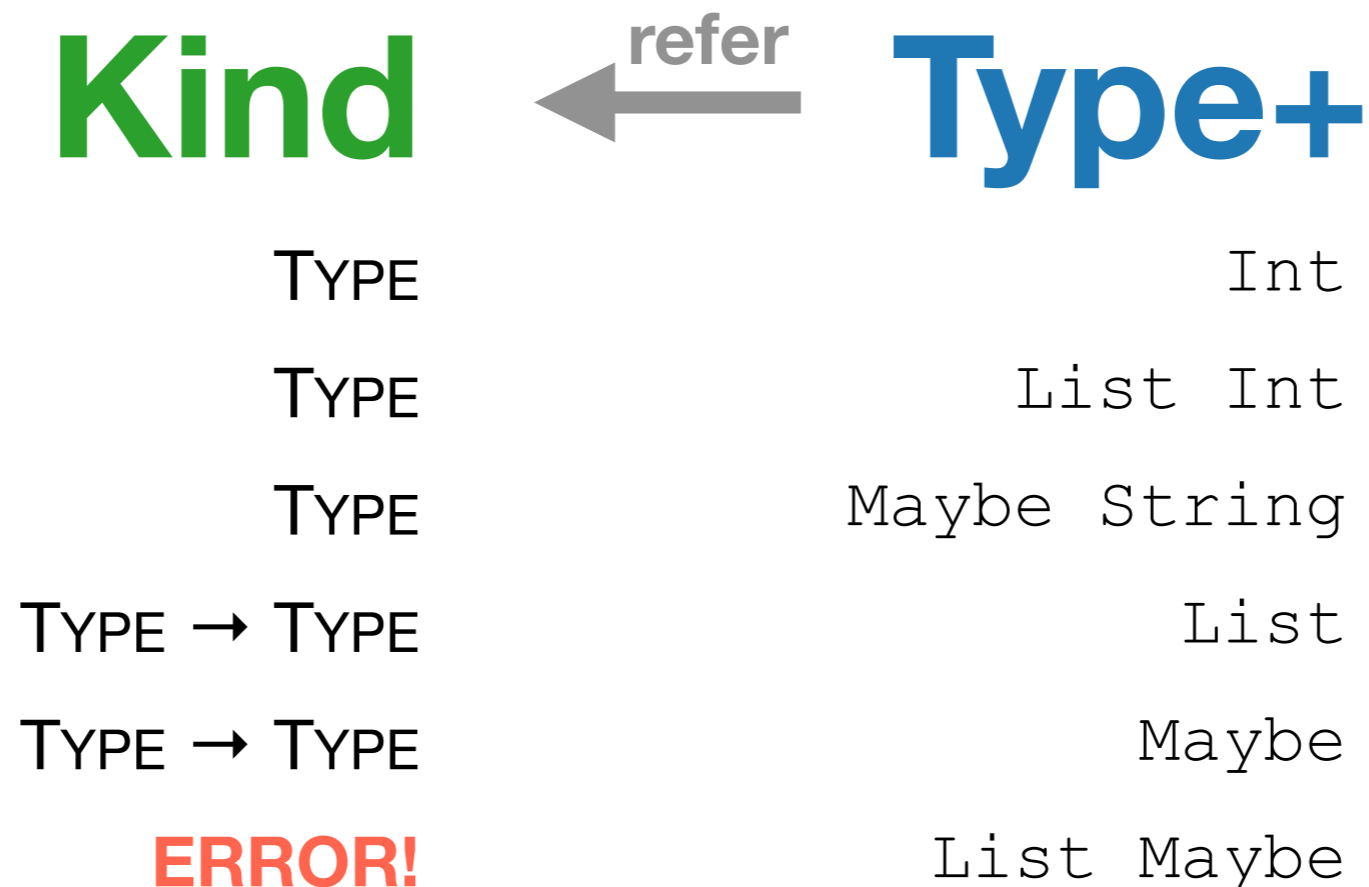 Kind refer Type+
TYPE Int
TYPE List Int
TYPE Maybe String
TYPE → TYPE List
TYPE → TYPE Maybe
ERROR! List Maybe